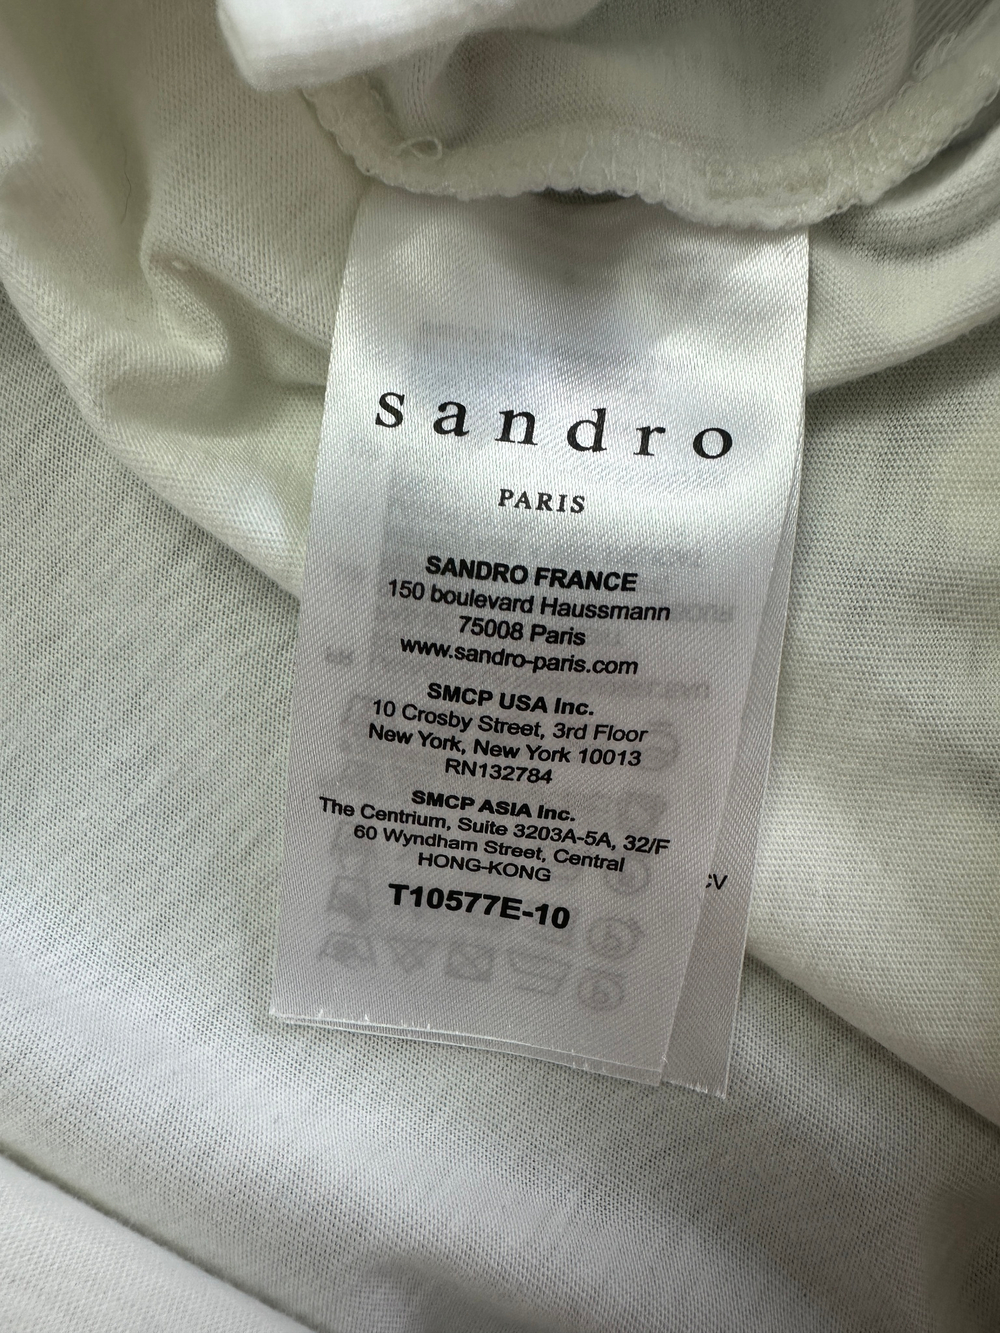 sandro
PARIS
SANDRO FRANCE
150 boulevard Haussmann
75008 Paris
www.sandro-paris.com
SMCP USA Inc.
10 Crosby Street, 3rd Floor
New York, New York 10013
RN132784
SMCP ASIA Inc.
The Centrium, Suite 3203A-5A, 32/F
60 Wyndham Street, Central
HONG-KONG
T10577E-10